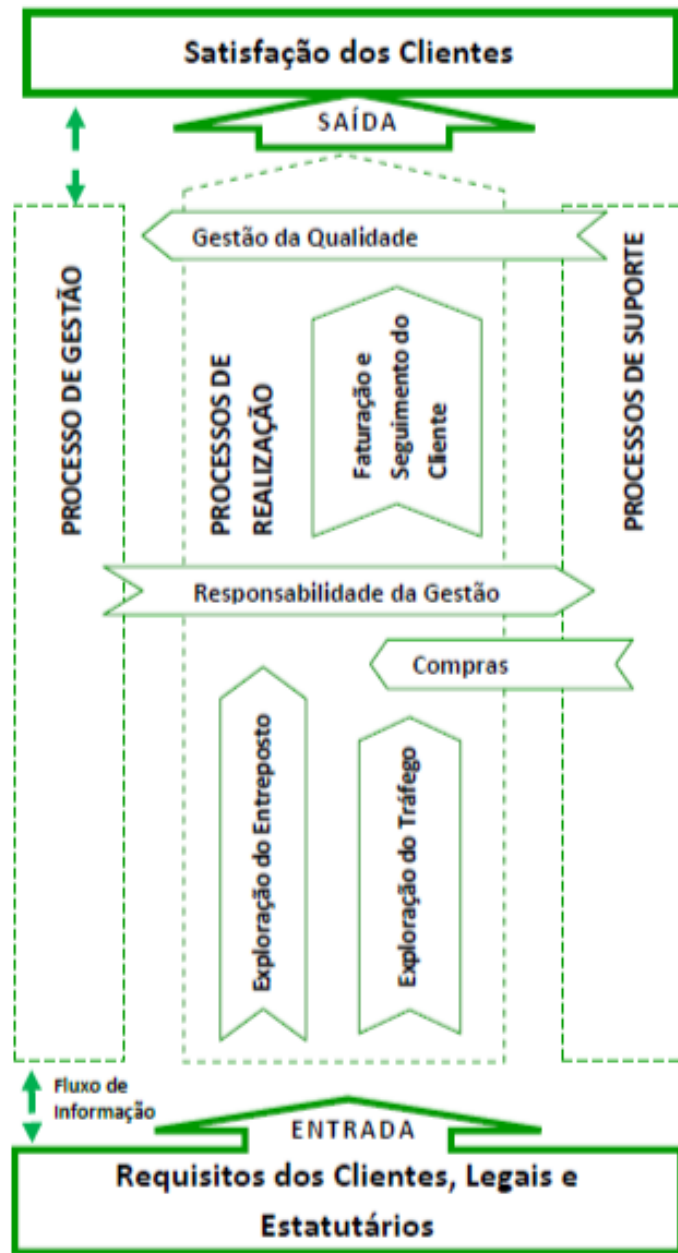 Satisfação dos Clientes
SAÍDA
Gestão da Qualidade
PROCESSO DE GESTÃO
PROCESSOS DE
REALIZAÇÃO
Faturação e
Seguimento do
Cliente
PROCESSOS DE SUPORTE
Responsabilidade da Gestão
Compras
Exploração do Entreposto
Exploração do Tráfego
Fluxo de
Informação
ENTRADA
Requisitos dos Clientes, Legais e
Estatutários